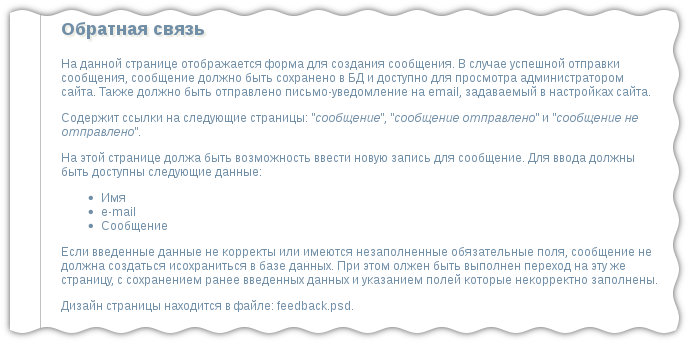 Обратная связь
На данной странице отображается форма для создания сообщения. В случае успешной отправки
сообщения, сообщение должно быть сохранено в БД и доступно для просмотра администратором
сайта. Также должно быть отправлено письмо-уведомление на email, задаваемый в настройках сайта.
Содержит ссылки на следующие страницы: "сообщение", "сообщение отправлено" и "сообщение не
отправлено".
На этой странице должа быть возможность ввести новую запись для сообщение. Для ввода должны
быть доступны следующие данные:
• Имя
• e-mail
• Сообщение
Если введенные данные не корректы или имеются незаполненные обязательные поля, сообщение не
должна создаться исохраниться в базе данных. При этом олжен быть выполнен переход на эту же
страницу, с сохранением ранее введенных данных и указанием полей которые некорректно заполнены.
Дизайн страницы находится в файле: feedback.psd.